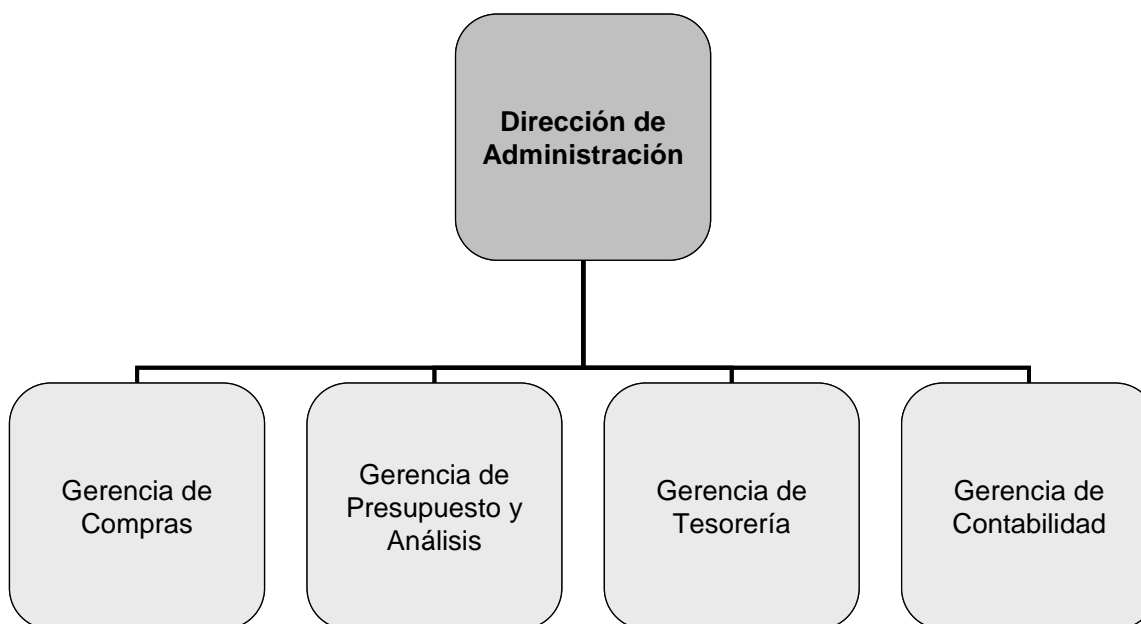 Dirección de
Administración
Gerencia de
Compras
Gerencia de
Presupuesto y
Análisis
Gerencia de
Tesorería
Gerencia de
Contabilidad